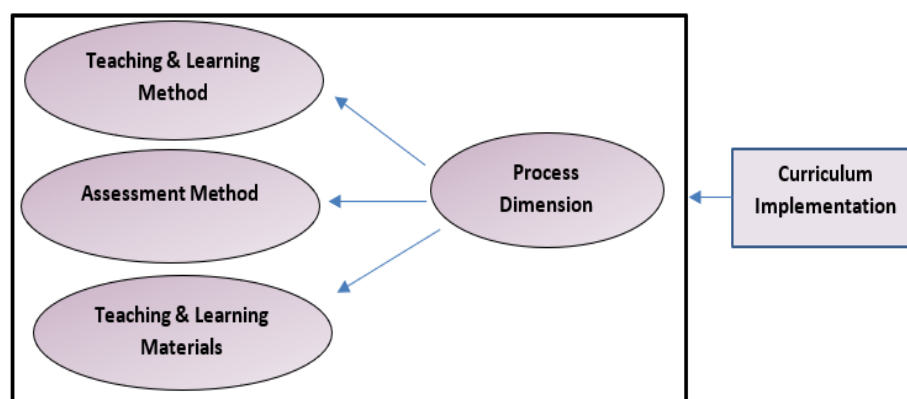 Teaching & Learning
Method
Assessment Method
Teaching & Learning
Materials
Process
Dimension
Curriculum
Implementation